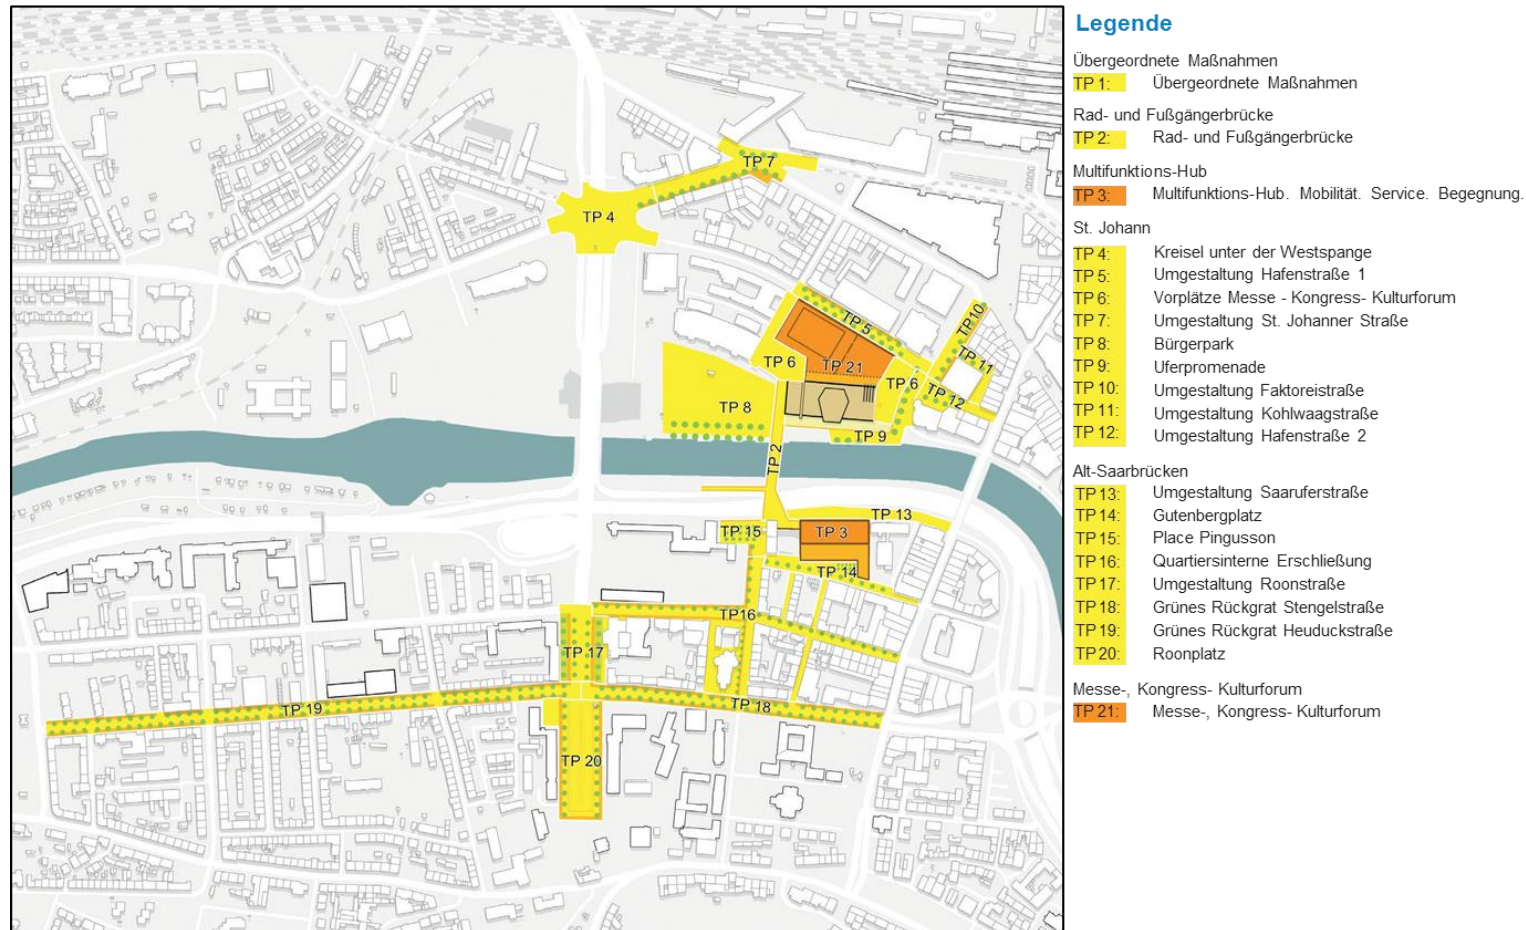 Legende
Übergeordnete Maßnahmen
TP 1: Übergeordnete Maßnahmen
Rad- und Fußgängerbrücke
TP 2: Rad- und Fußgängerbrücke
Multifunktions-Hub
TP 3: Multifunktions-Hub. Mobilität. Service. Begegnung.
St. Johann
TP 4: Kreisel unter der Westspange
TP 5: Umgestaltung Hafenstraße 1
TP 6: Vorplätze Messe - Kongress- Kulturforum
TP 7: Umgestaltung St. Johanner Straße
TP 8: Bürgerpark
TP 9: Uferpromenade
TP 10: Umgestaltung Faktoreistraße
TP 11: Umgestaltung Kohlwaagstraße
TP 12: Umgestaltung Hafenstraße 2
Alt-Saarbrücken
TP 13: Umgestaltung Saaruferstraße
TP 14: Gutenbergplatz
TP 15: Place Pingusson
TP 16: Quartiersinterne Erschließung
TP 17: Umgestaltung Roonstraße
TP 18: Grünes Rückgrat Stengelstraße
TP 19: Grünes Rückgrat Heuduckstraße
TP 20: Roonplatz
Messe-, Kongress- Kulturforum
TP 21: Messe-, Kongress- Kulturforum
TP 7
TP 4
TP 5
TP10
TP 6
TP 21
TP 11
TP 6
TP 12
TP 8
TP 9
TP 2
TP 13
TP 15
TP 3
TP 14
TP16
TP 17
TP 18
TP 19
TP 20